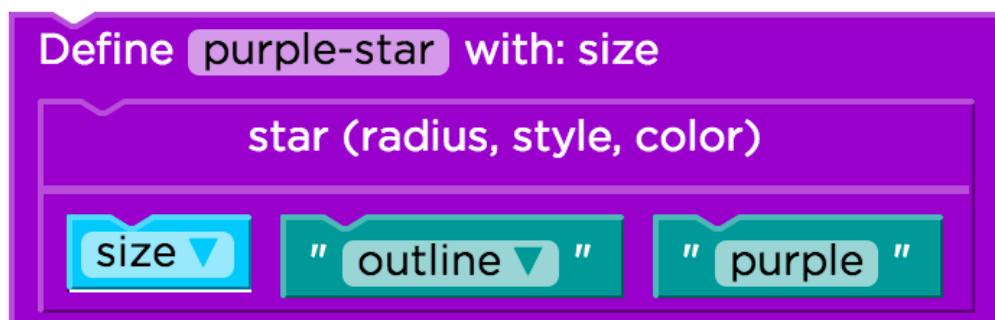 Define purple-star with: size
star (radius, style, color)
size ▼ " outline ▼ " " purple "